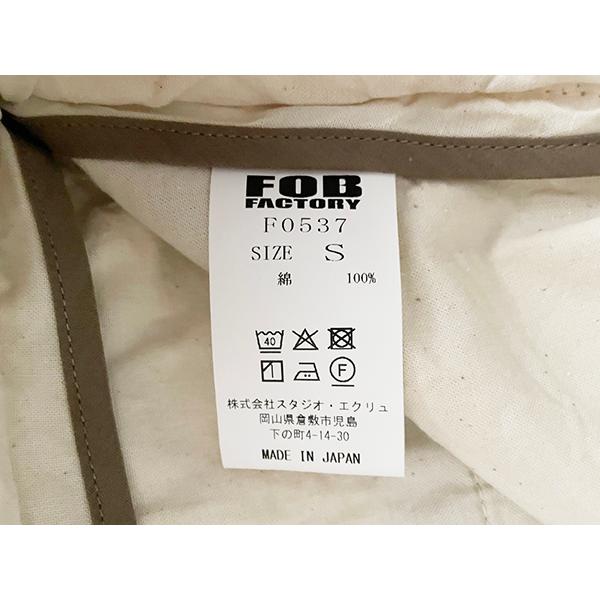 FOB
FACTORY
F0537
SIZE S
綿 100%
40
F
株式会社スタジオ・エクリュ
岡山県倉敷市児島
下の町4-14-30
MADE IN JAPAN